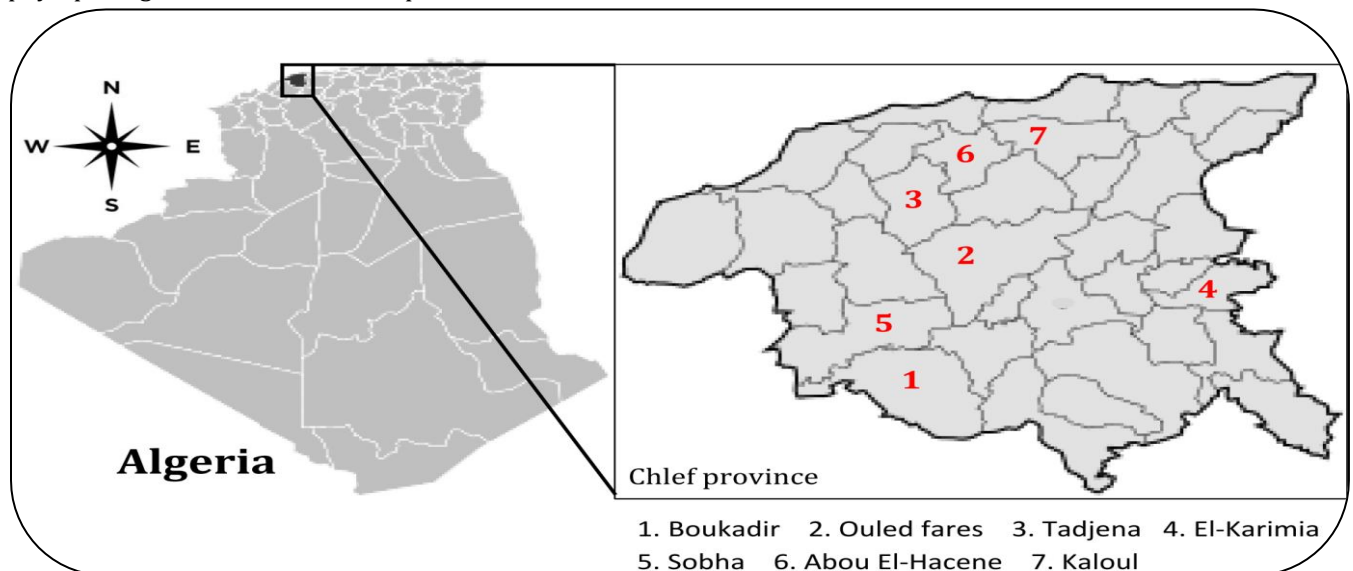 N
W E
S
Algeria
7
6
3
2
4
5
1
Chlef province
1. Boukadir 2. Ouled fares 3. Tadjena 4. El-Karimia
5. Sobha 6. Abou El-Hacene 7. Kaloul